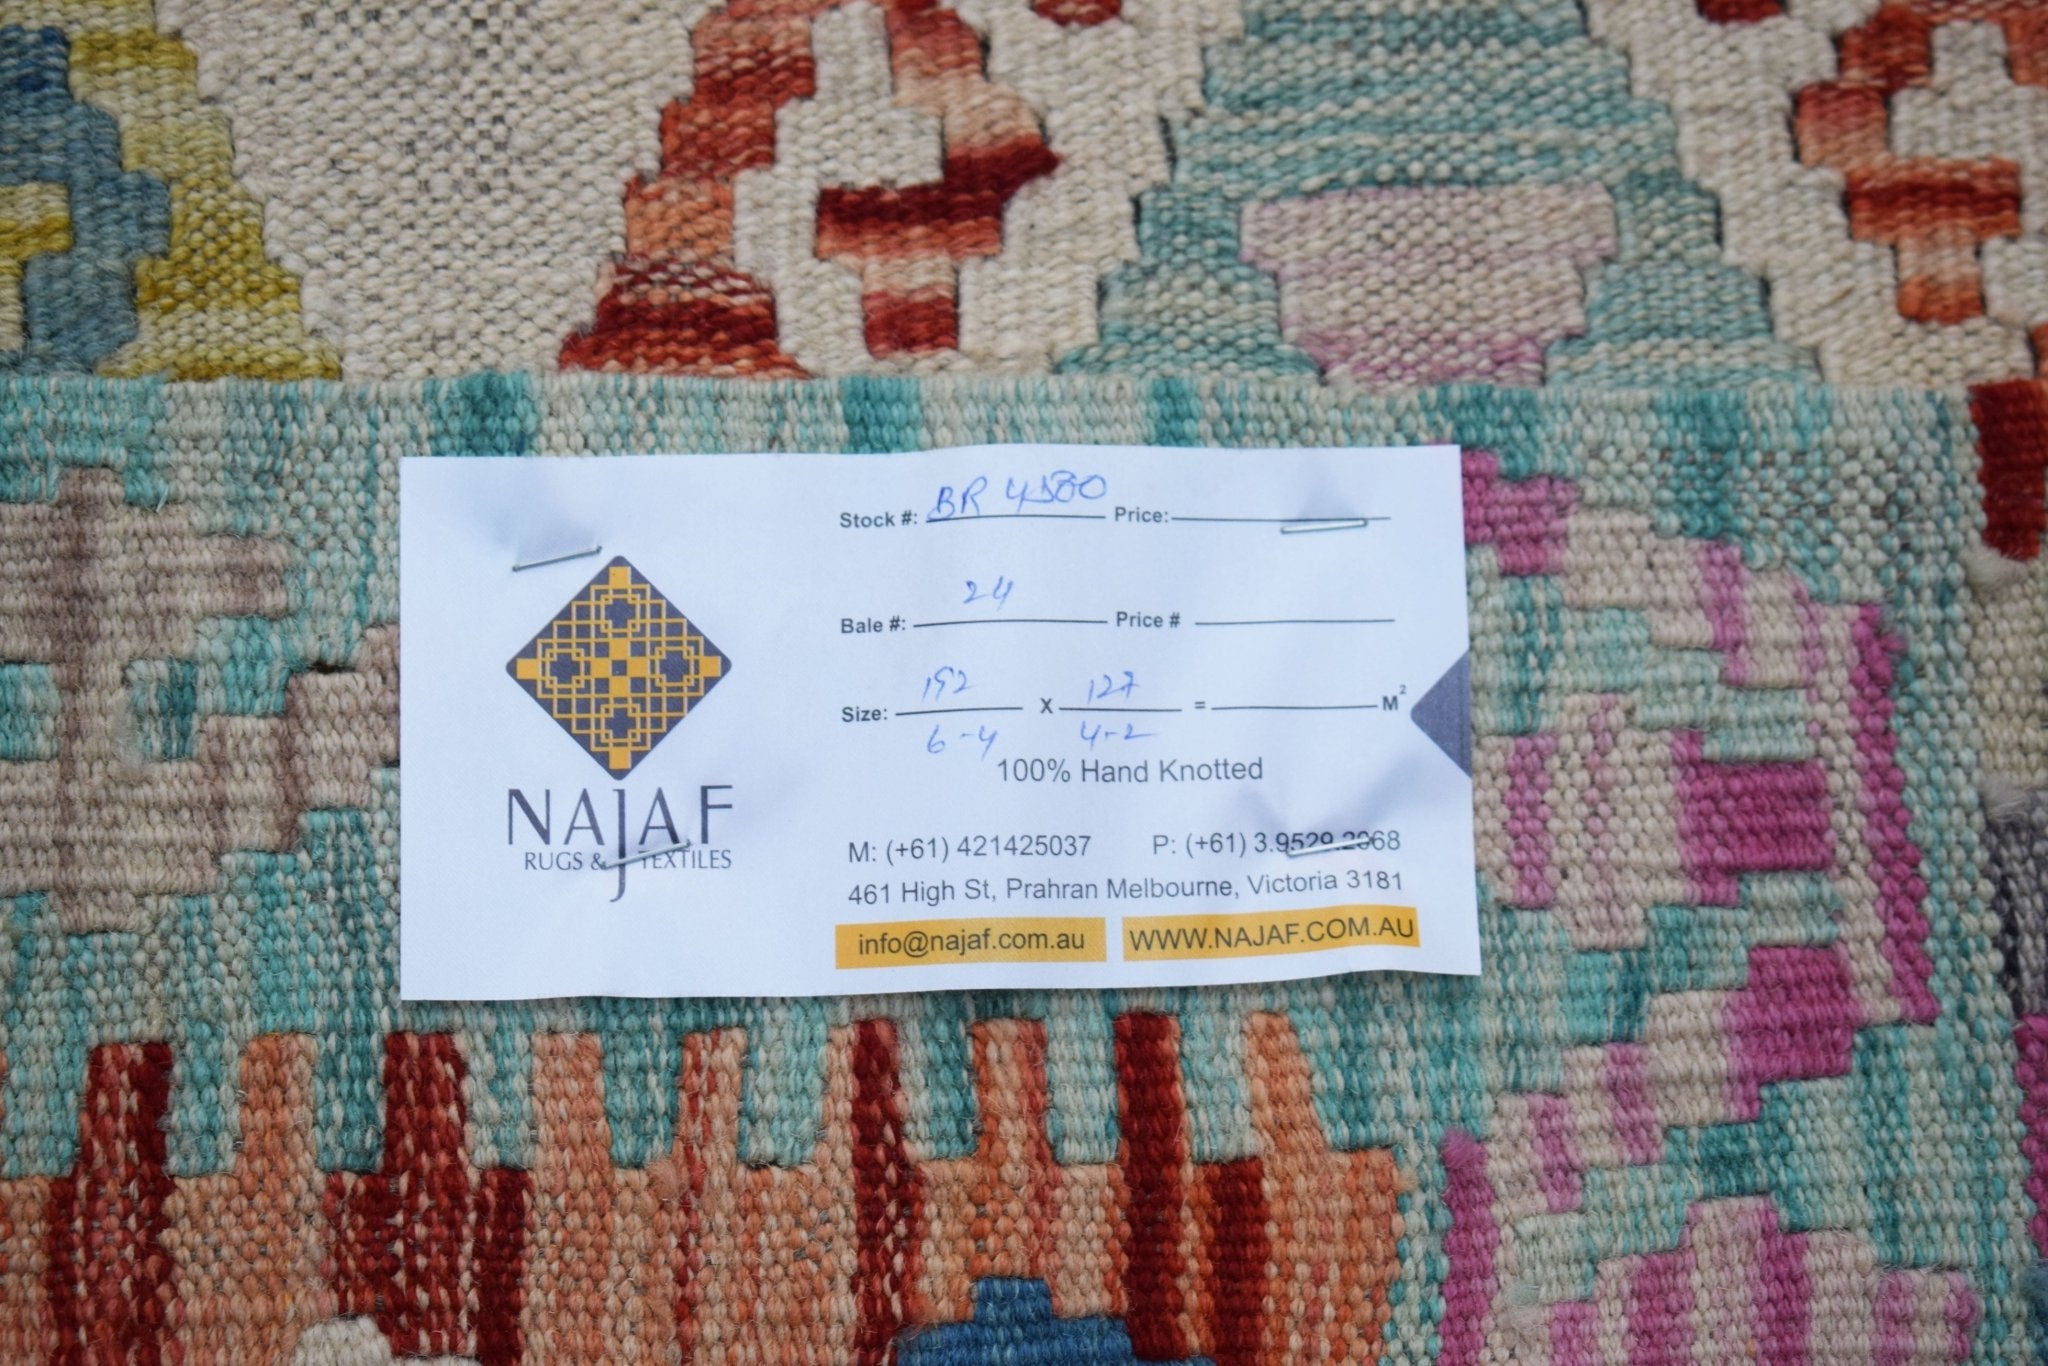 NAJAF
RUGS & TEXTILES
Stock #: BR Price:
Bale #: 24 Price #
Size: 192 X 127 = M²
6-4 4-2
100% Hand Knotted
M: (+61) 421425037 P: (+61) 3.9529.2068
461 High St, Prahran Melbourne, Victoria 3181
info@najaf.com.au WWW.NAJAF.COM.AU